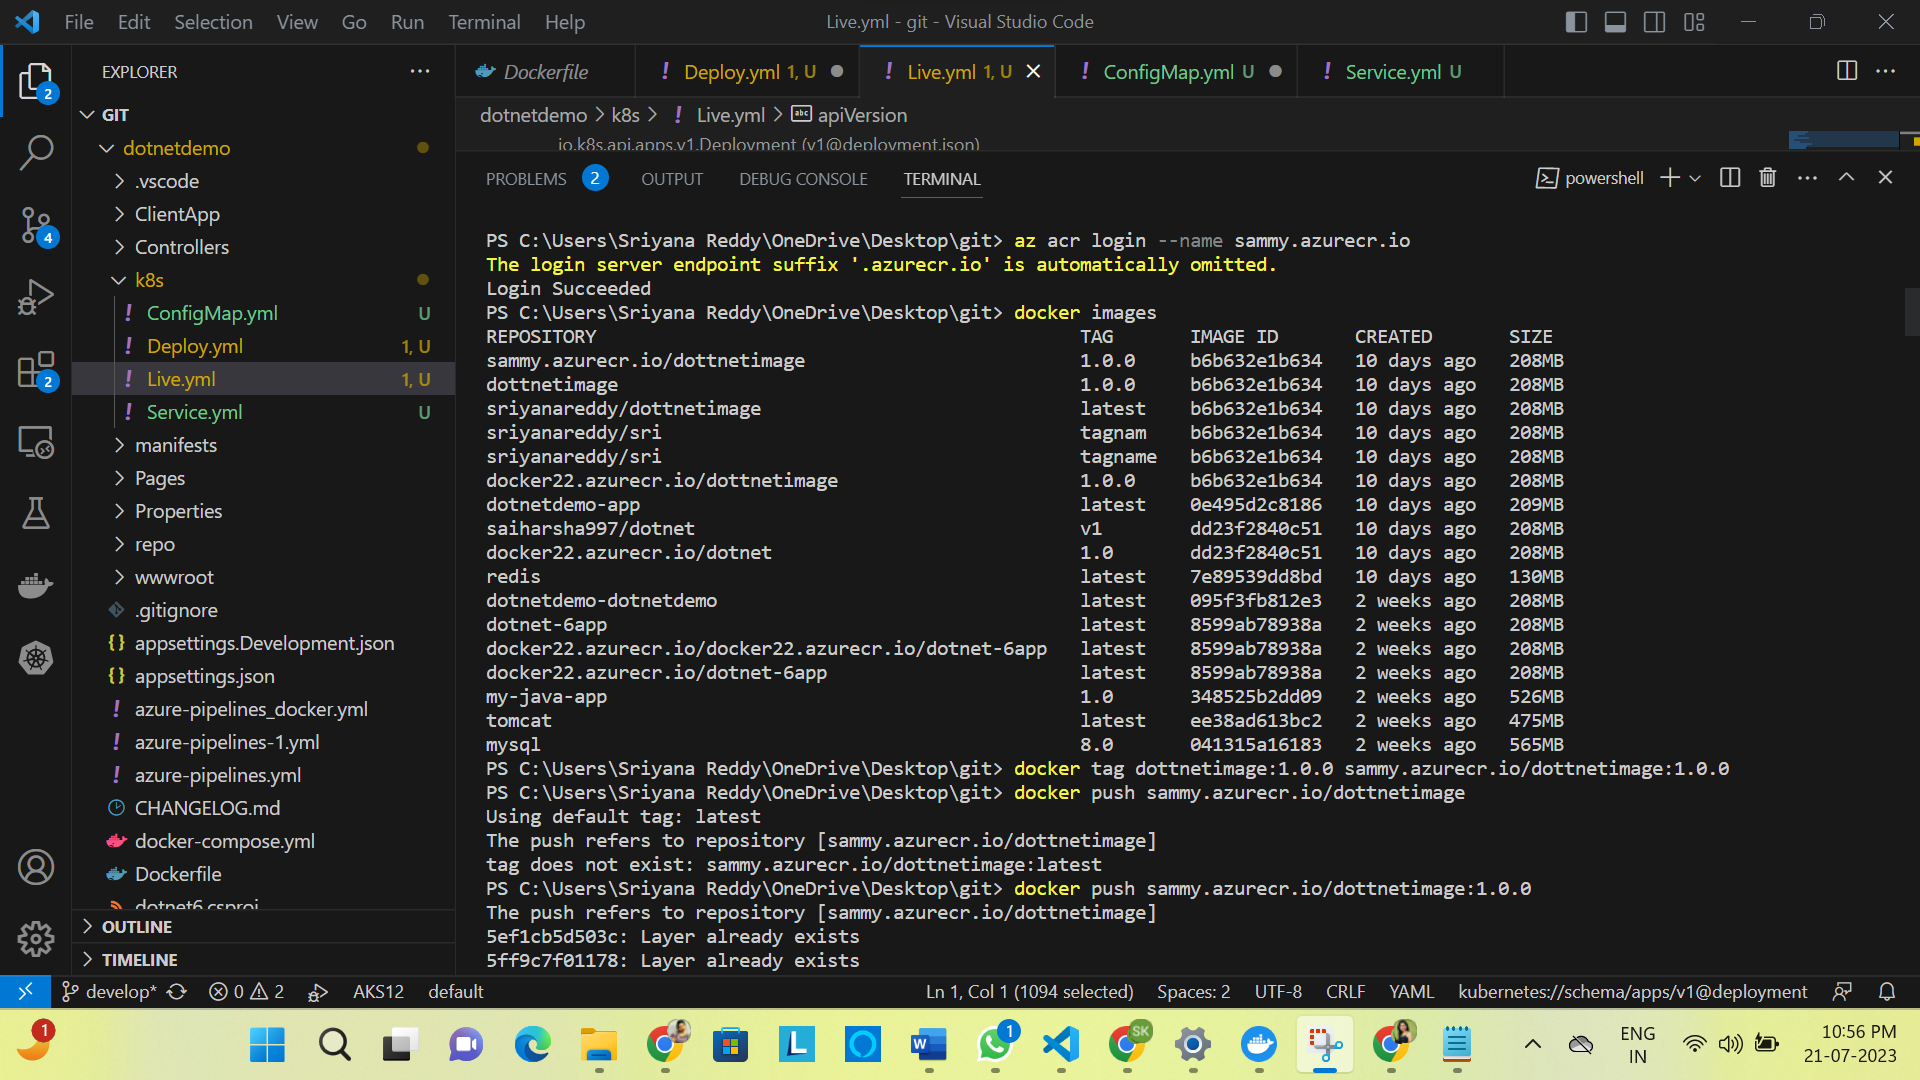 File Edit Selection View Go Run Terminal Help
Live.yml - git - Visual Studio Code
EXPLORER
Dockerfile
Deploy.yml 1, U
Live.yml 1, U
ConfigMap.yml U
Service.yml U
dotnetdemo > k8s > Live.yml > apiVersion
io.k8s.api.apps.v1.Deployment (v1@deployment.json)
2
GIT
dotnetdemo
.vscode
ClientApp
Controllers
k8s
ConfigMap.yml U
Deploy.yml 1, U
Live.yml 1, U
Service.yml U
manifests
Pages
Properties
repo
wwwroot
.gitignore
appsettings.Development.json
appsettings.json
azure-pipelines_docker.yml
azure-pipelines-1.yml
azure-pipelines.yml
CHANGELOG.md
docker-compose.yml
Dockerfile
dotnet6.csproj
OUTLINE
TIMELINE
4
2
PROBLEMS 2 OUTPUT DEBUG CONSOLE TERMINAL
powershell
PS C:\Users\Sriyana Reddy\OneDrive\Desktop\git> az acr login --name sammy.azurecr.io
The login server endpoint suffix '.azurecr.io' is automatically omitted.
Login Succeeded
PS C:\Users\Sriyana Reddy\OneDrive\Desktop\git> docker images
REPOSITORY TAG IMAGE ID CREATED SIZE
sammy.azurecr.io/dottnetimage 1.0.0 b6b632e1b634 10 days ago 208MB
dottnetimage 1.0.0 b6b632e1b634 10 days ago 208MB
sriyanareddy/dottnetimage latest b6b632e1b634 10 days ago 208MB
sriyanareddy/sri tagnam b6b632e1b634 10 days ago 208MB
sriyanareddy/sri tagname b6b632e1b634 10 days ago 208MB
docker22.azurecr.io/dottnetimage 1.0.0 b6b632e1b634 10 days ago 208MB
dotnetdemo-app latest 0e495d2c8186 10 days ago 209MB
saiharsha997/dotnet v1 dd23f2840c51 10 days ago 208MB
docker22.azurecr.io/dotnet 1.0 dd23f2840c51 10 days ago 208MB
redis latest 7e89539dd8bd 10 days ago 130MB
dotnetdemo-dotnetdemo latest 095f3fb812e3 2 weeks ago 208MB
dotnet-6app latest 8599ab78938a 2 weeks ago 208MB
docker22.azurecr.io/docker22.azurecr.io/dotnet-6app latest 8599ab78938a 2 weeks ago 208MB
docker22.azurecr.io/dotnet-6app latest 8599ab78938a 2 weeks ago 208MB
my-java-app 1.0 348525b2dd09 2 weeks ago 526MB
tomcat latest ee38ad613bc2 2 weeks ago 475MB
mysql 8.0 041315a16183 2 weeks ago 565MB
PS C:\Users\Sriyana Reddy\OneDrive\Desktop\git> docker tag dottnetimage:1.0.0 sammy.azurecr.io/dottnetimage:1.0.0
PS C:\Users\Sriyana Reddy\OneDrive\Desktop\git> docker push sammy.azurecr.io/dottnetimage
Using default tag: latest
The push refers to repository [sammy.azurecr.io/dottnetimage]
tag does not exist: sammy.azurecr.io/dottnetimage:latest
PS C:\Users\Sriyana Reddy\OneDrive\Desktop\git> docker push sammy.azurecr.io/dottnetimage:1.0.0
The push refers to repository [sammy.azurecr.io/dottnetimage]
5ef1cb5d503c: Layer already exists
5ff9c7f01178: Layer already exists
develop* 0 2 AKS12 default
Ln 1, Col 1 (1094 selected) Spaces: 2 UTF-8 CRLF YAML kubernetes://schema/apps/v1@deployment
1
L
W
1
SK
ENG
IN
10:56 PM
21-07-2023